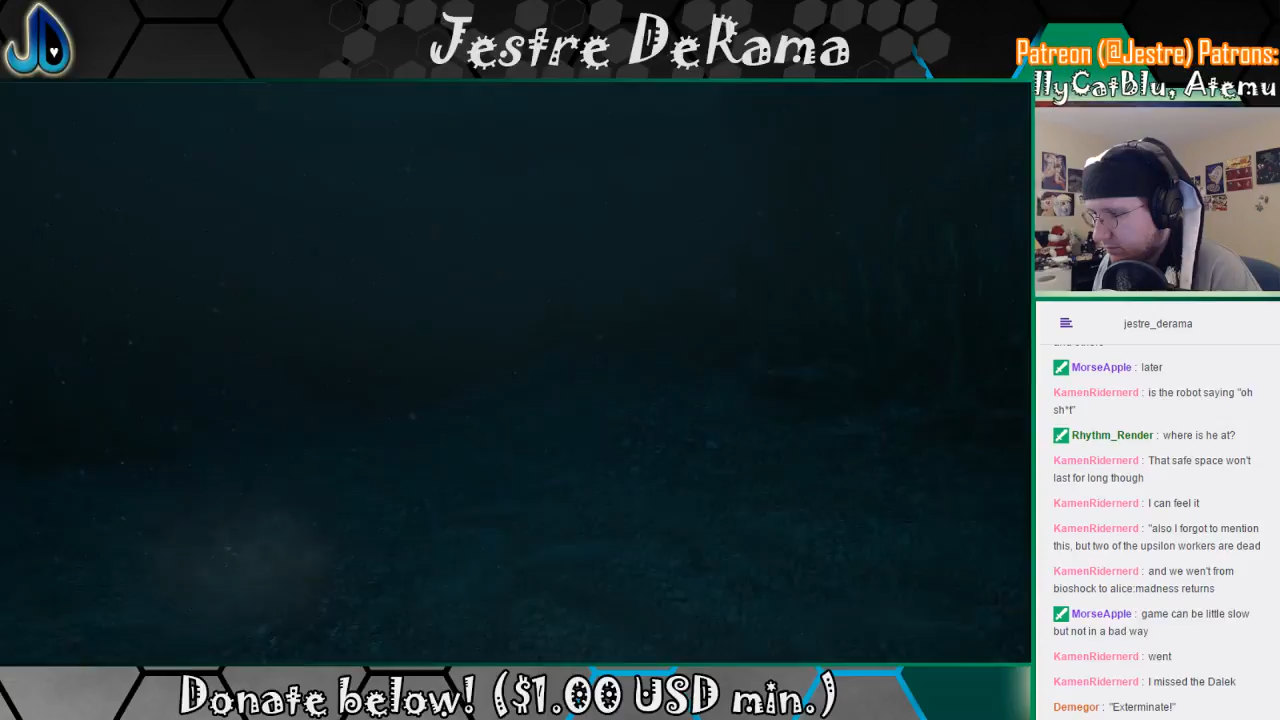 JD
Jestre DeRama
Patreon (@Jestre) Patrons:
llyCatBlu, Atemu
jestre_derama
MorseApple : later
KamenRidernerd : is the robot saying "oh
sh*t"
Rhythm_Render : where is he at?
KamenRidernerd : That safe space won't
last for long though
KamenRidernerd : I can feel it
KamenRidernerd : "also I forgot to mention
this, but two of the upsilon workers are dead
KamenRidernerd : and we wen't from
bioshock to alice:madness returns
MorseApple : game can be little slow
but not in a bad way
KamenRidernerd : went
KamenRidernerd : I missed the Dalek
Demegor : "Exterminate!"
Donate below! ($1.00 USD min.)